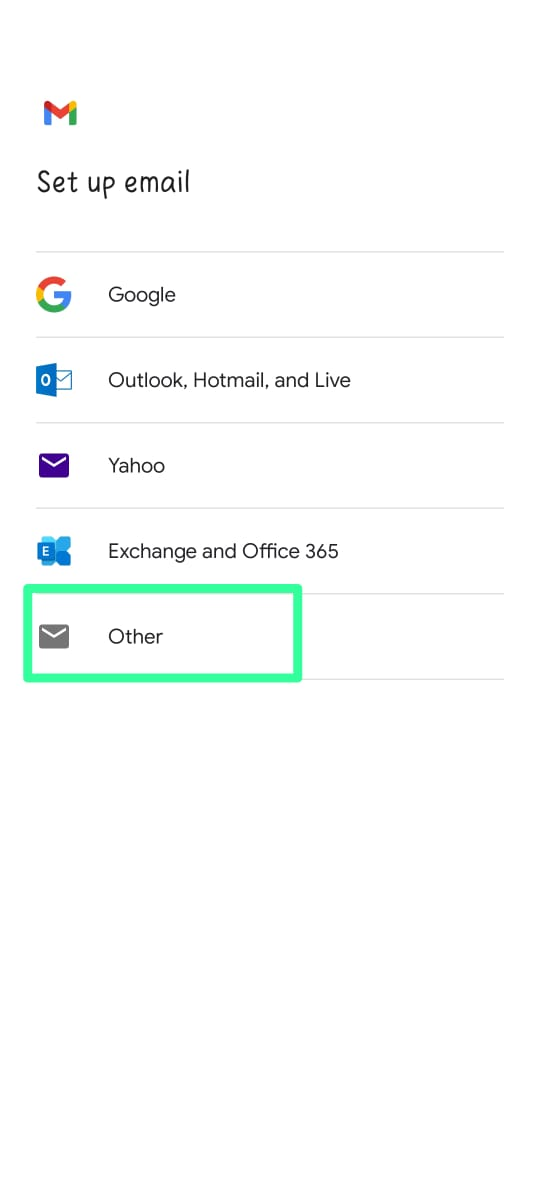 Set up email
Google
Outlook, Hotmail, and Live
Yahoo
Exchange and Office 365
Other